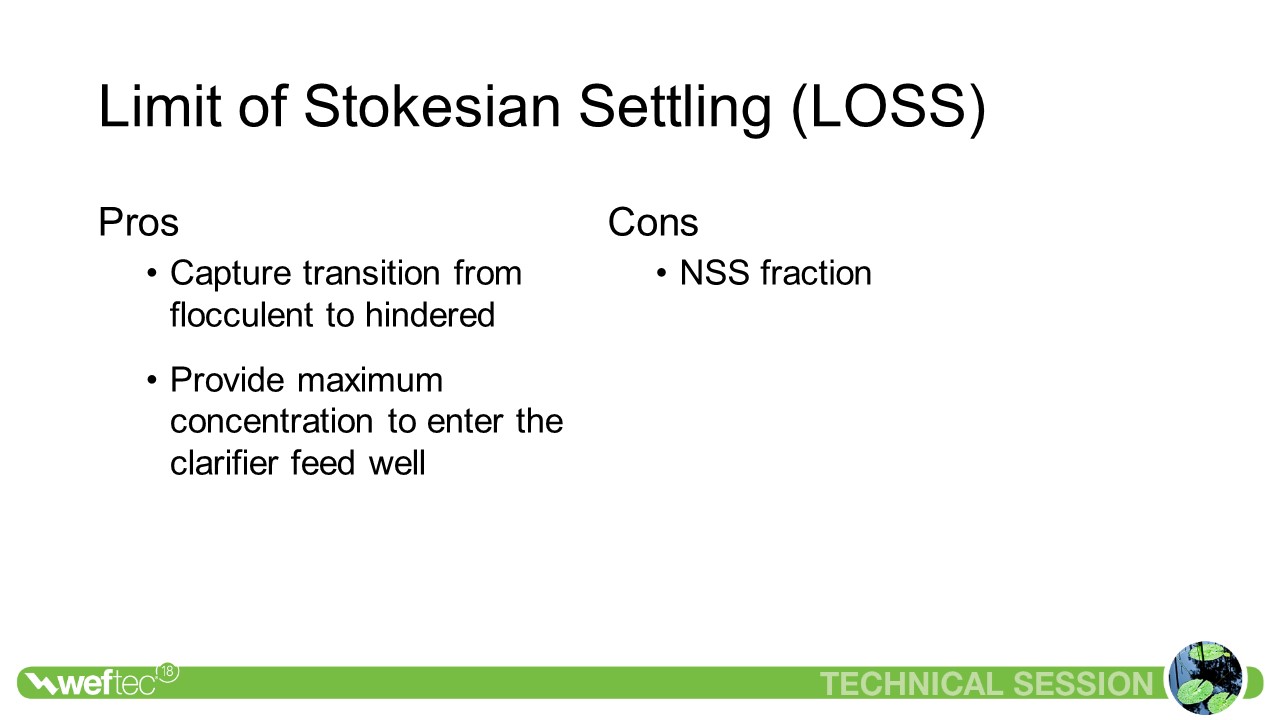 Limit of Stokesian Settling (LOSS)
Pros
• Capture transition from
flocculent to hindered
• Provide maximum
concentration to enter the
clarifier feed well
Cons
• NSS fraction
weftec 18
TECHNICAL SESSION